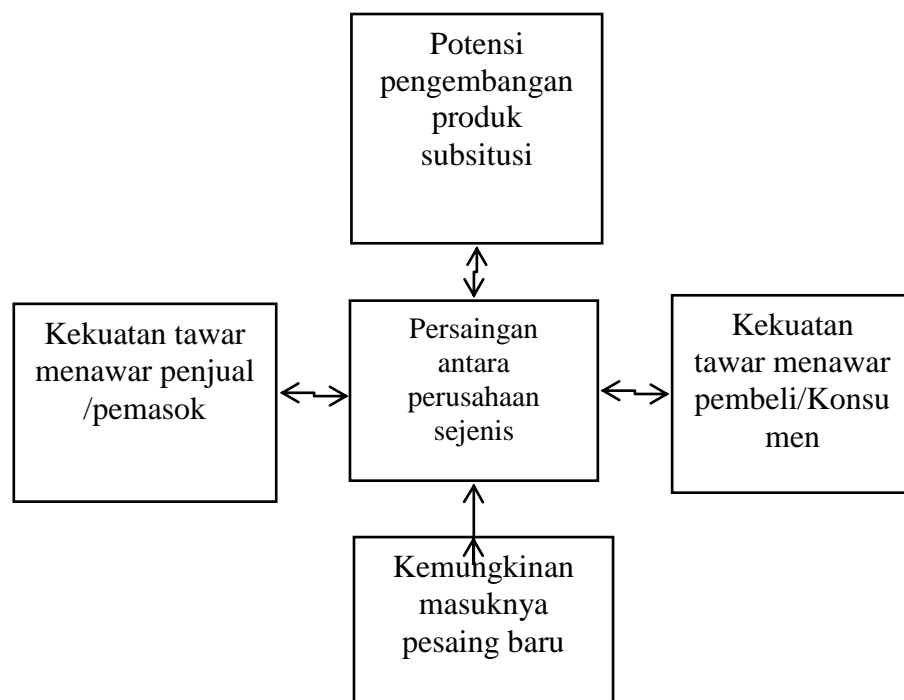 Potensi
pengembangan
produk
subsitusi
Kekuatan tawar
menawar penjual
/pemasok
Persaingan
antara
perusahaan
sejenis
Kekuatan
tawar menawar
pembeli/Konsu
men
Kemungkinan
masuknya
pesaing baru